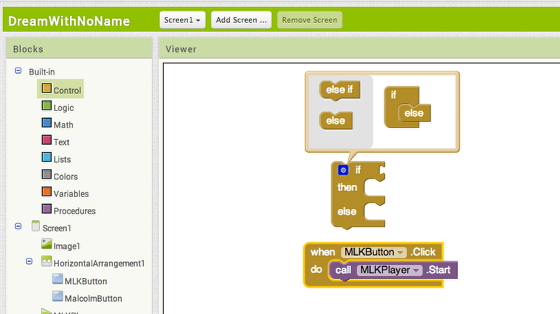 DreamWithNoName
Screen1
Add Screen ...
Remove Screen
Blocks
Viewer
Built-in
Control
Logic
Math
Text
Lists
Colors
Variables
Procedures
Screen1
Image1
HorizontalArrangement1
MLKButton
MalcolmButton
else if
else
if
else
if
then
else
when MLKButton .Click
do call MLKPlayer .Start